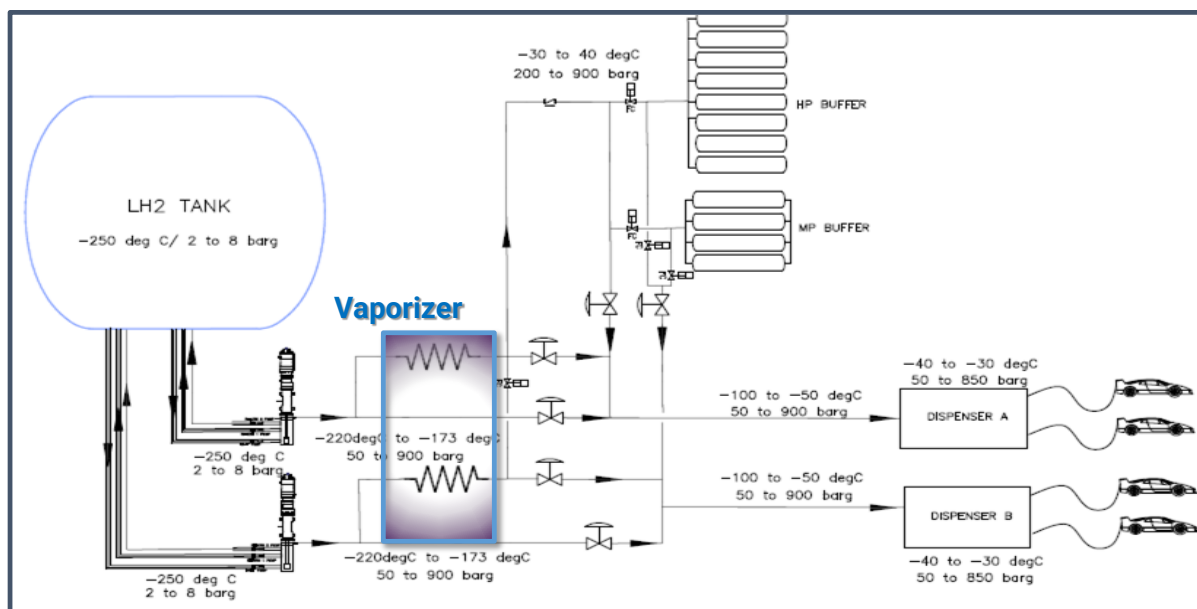 -30 to 40 degC
200 to 900 barg
HP BUFFER
LH2 TANK
-250 deg C/ 2 to 8 barg
MP BUFFER
Vaporizer
-40 to -30 degC
50 to 850 barg
-100 to -50 degC
50 to 900 barg
DISPENSER A
-220degC to -173 degC
50 to 900 barg
-250 deg C
2 to 8 barg
-100 to -50 degC
50 to 900 barg
DISPENSER B
-220degC to -173 degC
50 to 900 barg
-40 to -30 degC
50 to 850 barg
-250 deg C
2 to 8 barg